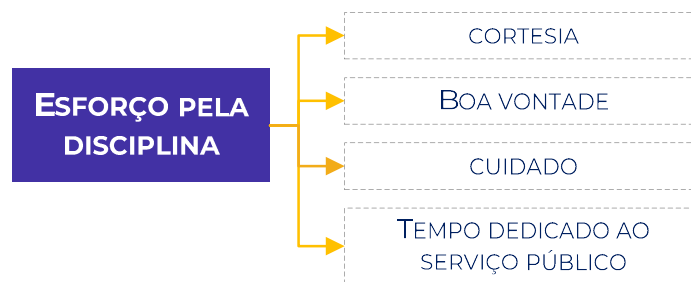 ESFORÇO PELA
DISCIPLINA
CORTESIA
BOA VONTADE
CUIDADO
TEMPO DEDICADO AO
SERVIÇO PÚBLICO